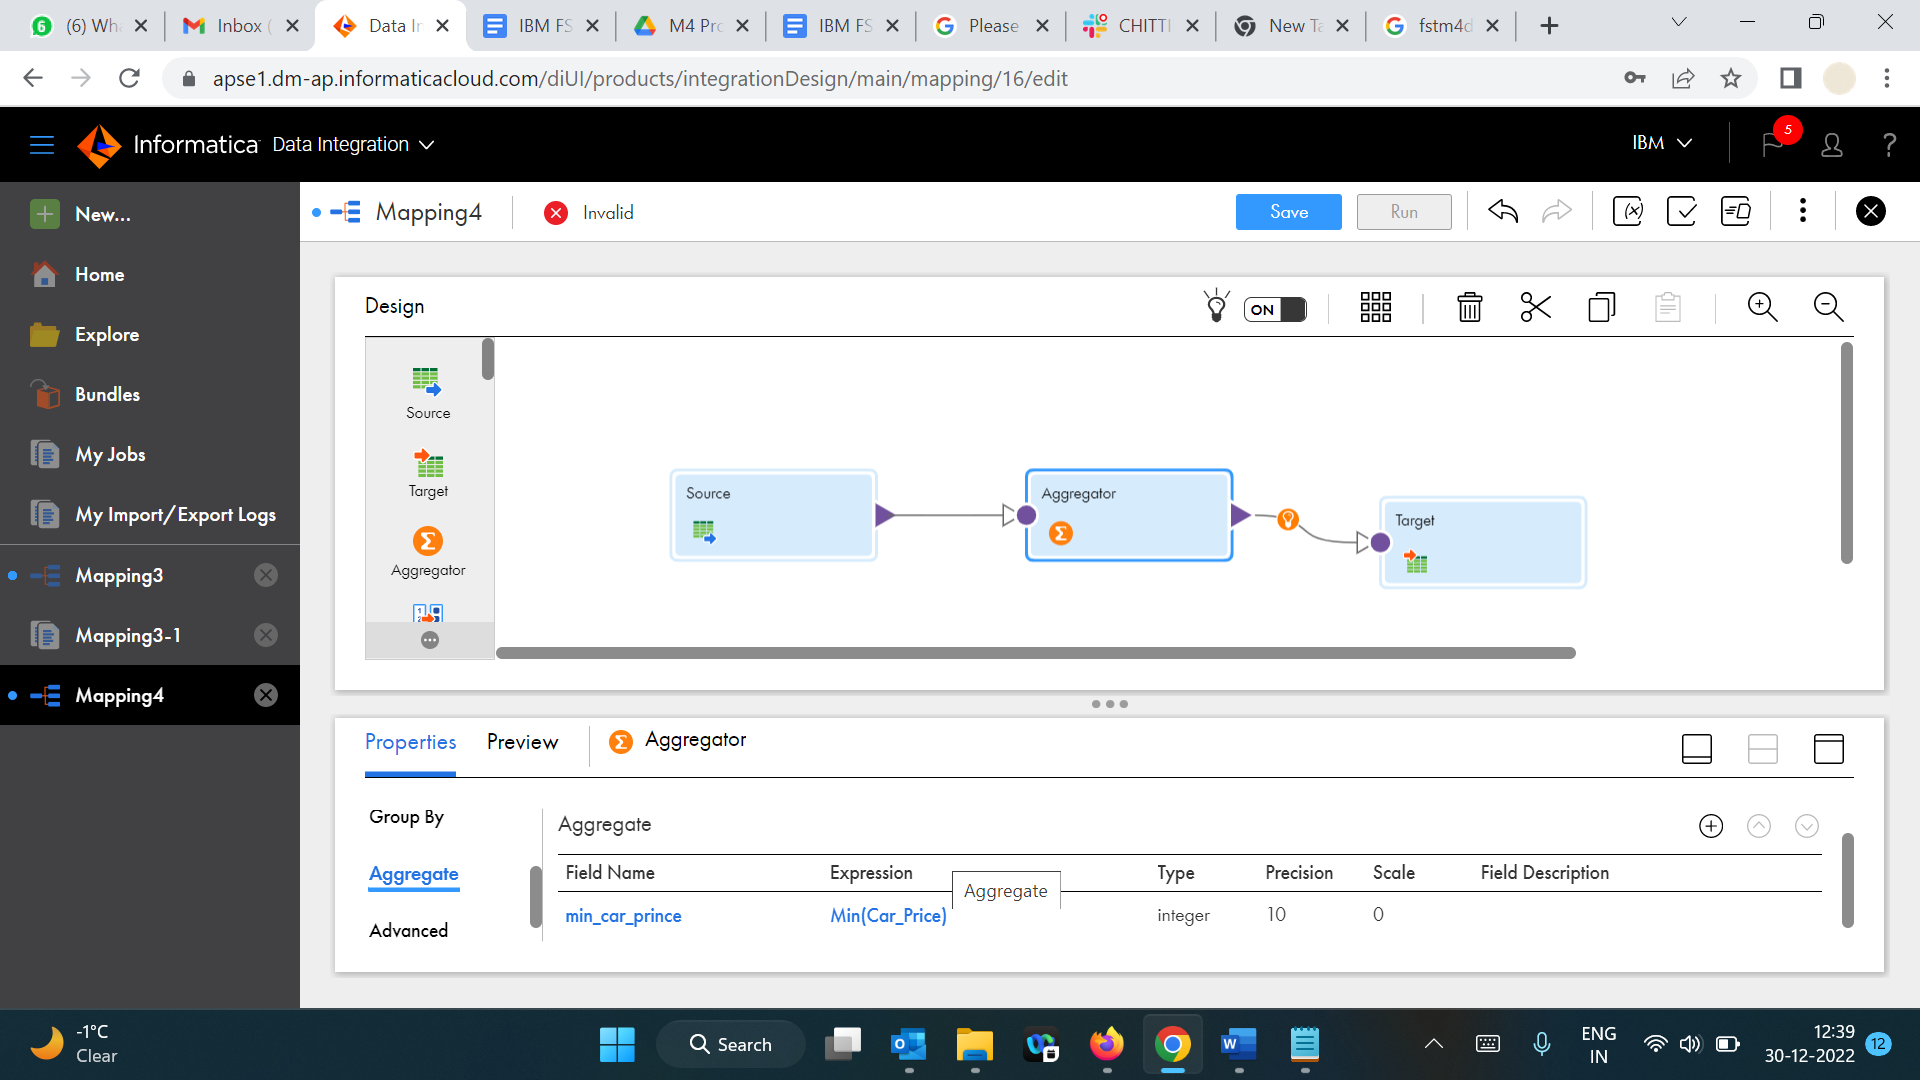 (6) Wh
Inbox (
Data Ir
IBM FS
M4 Pro
IBM FS
Please
CHITTI
New Ta
fstm4d
apse1.dm-ap.informaticacloud.com/diUI/products/integrationDesign/main/mapping/16/edit
Informatica Data Integration
IBM
5
?
New...
Home
Explore
Bundles
My Jobs
My Import/Export Logs
Mapping3
Mapping3-1
Mapping4
Mapping4
Invalid
Save
Run
Design
ON
Source
Target
Aggregator
Source
Aggregator
Target
Properties
Preview
Aggregator
Group By
Aggregate
Advanced
Aggregate
Field Name Expression Type Precision Scale Field Description
Aggregate
min_car_prince Min(Car_Price) integer 10 0
-1°C
Clear
Search
ENG
IN
12:39
30-12-2022
12